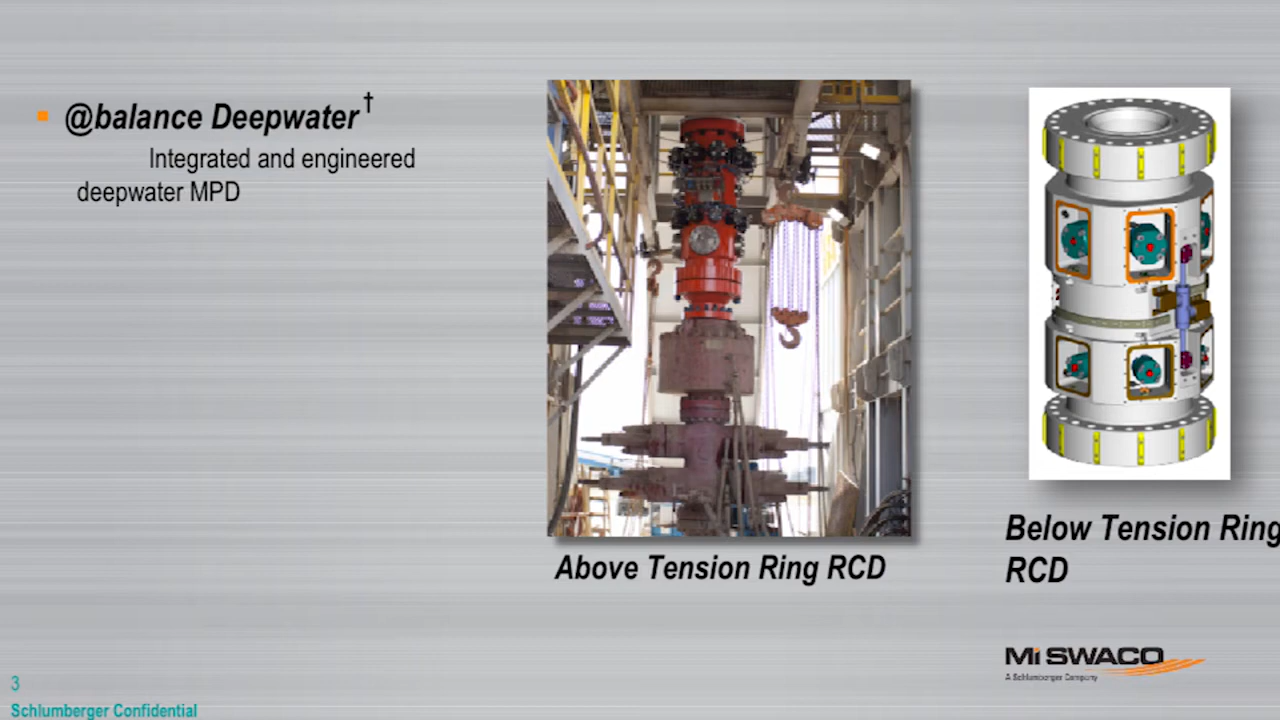 @balance Deepwater†
Integrated and engineered
deepwater MPD
Above Tension Ring RCD
Below Tension Ring
RCD
Mi SWACO
A Schlumberger Company
3
Schlumberger Confidential